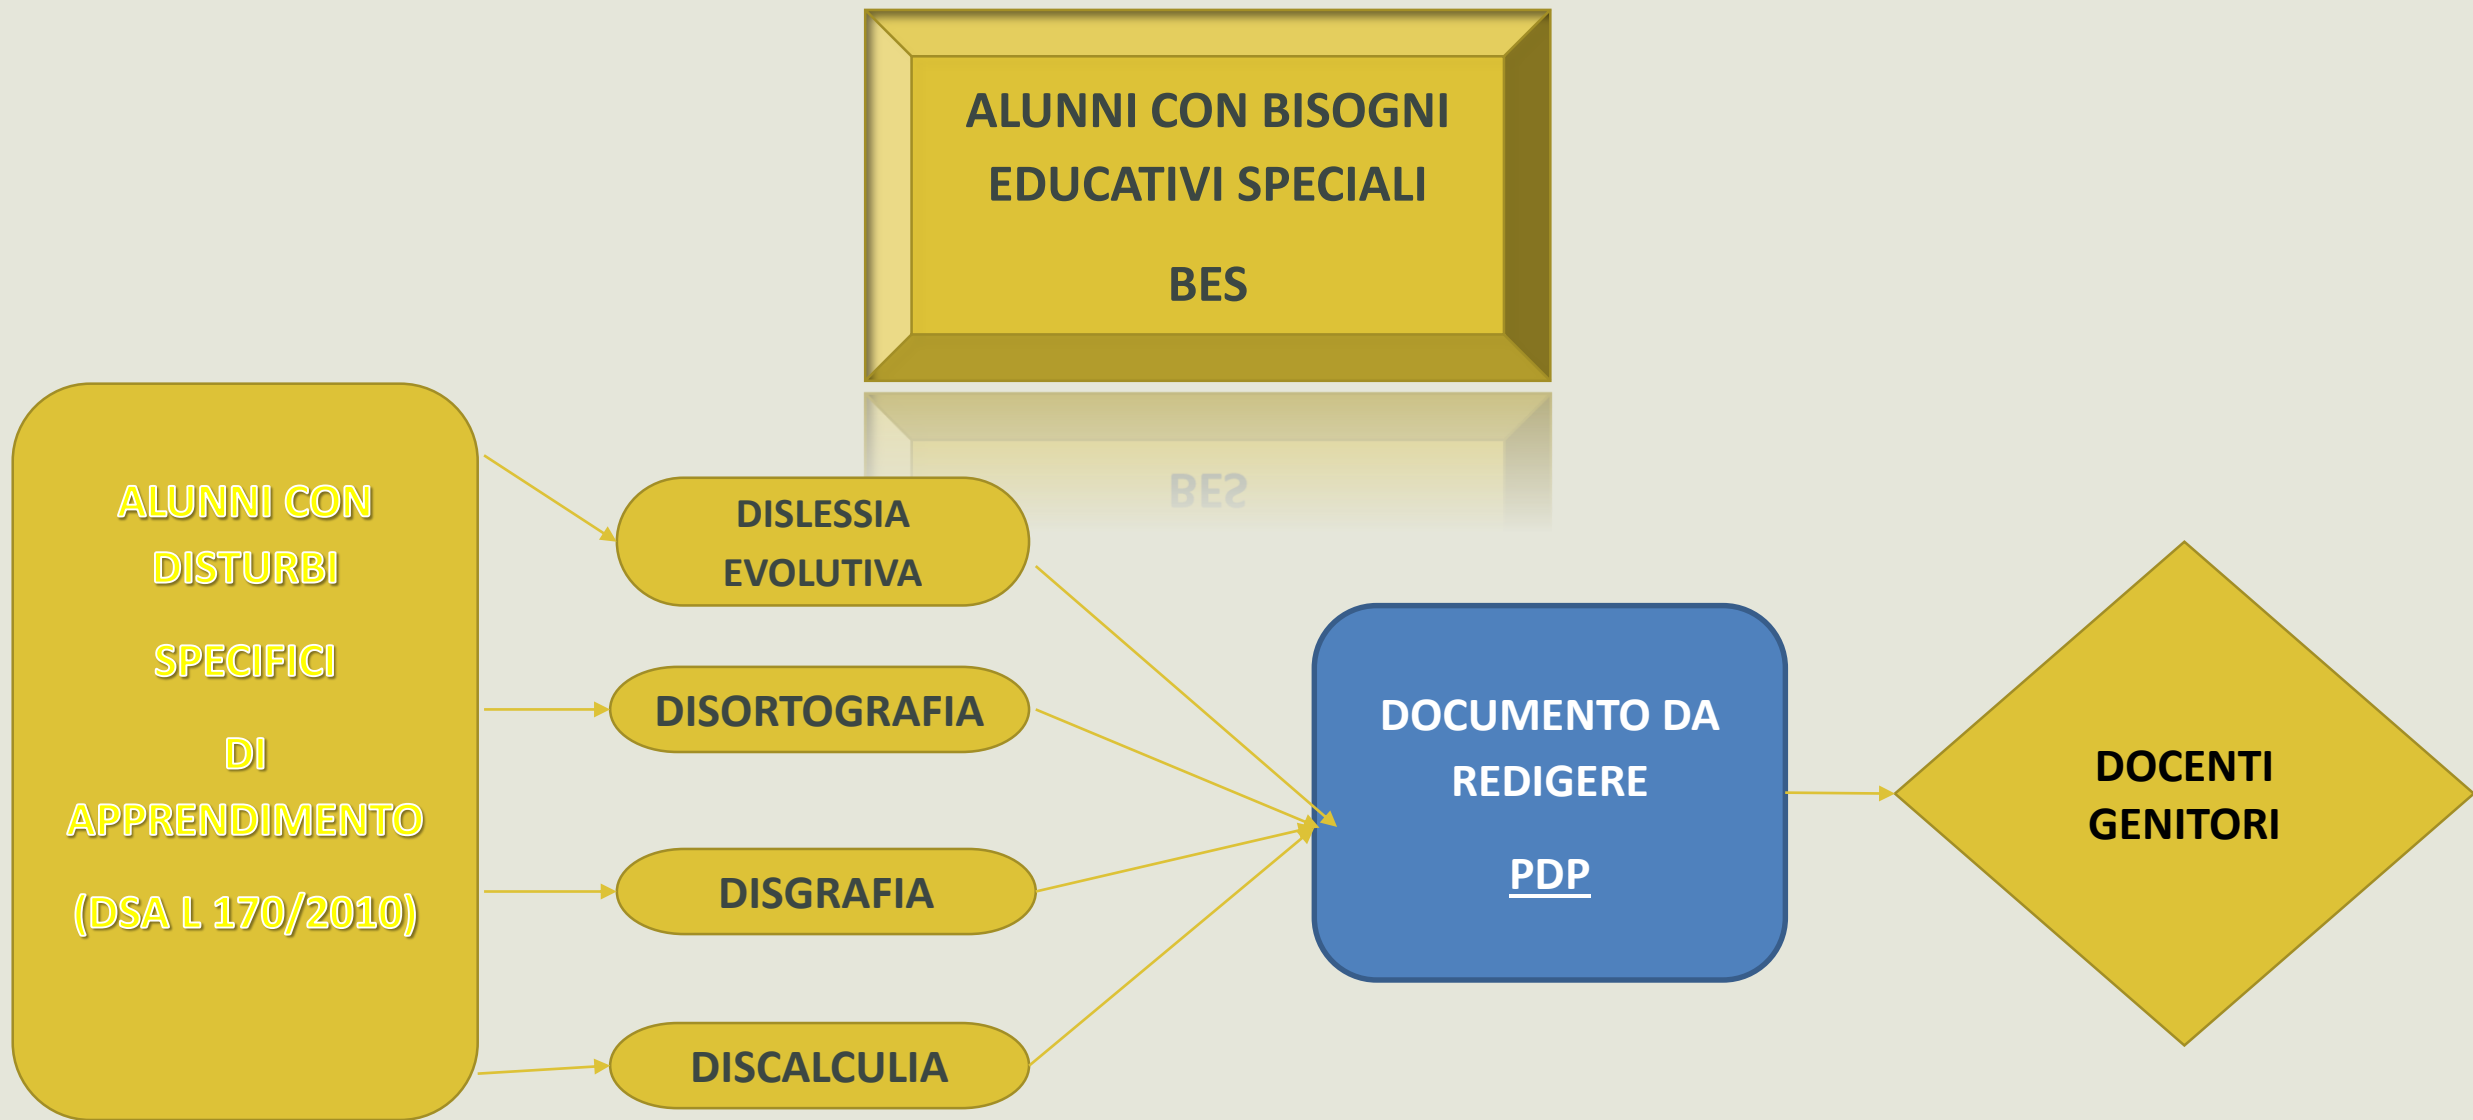 ALUNNI CON BISOGNI
EDUCATIVI SPECIALI
BES
ALUNNI CON
DISTURBI
SPECIFICI
DI
APPRENDIMENTO
(DSA L 170/2010)
DISLESSIA
EVOLUTIVA
DISORTOGRAFIA
DISGRAFIA
DISCALCULIA
DOCUMENTO DA
REDIGERE
PDP
DOCENTI
GENITORI